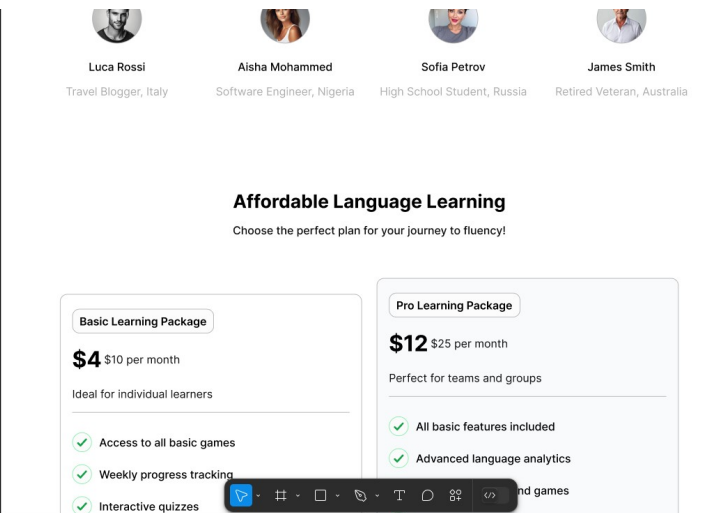 Luca Rossi
Travel Blogger, Italy
Aisha Mohammed
Software Engineer, Nigeria
Sofia Petrov
High School Student, Russia
James Smith
Retired Veteran, Australia
Affordable Language Learning
Choose the perfect plan for your journey to fluency!
Basic Learning Package
$4 $10 per month
Ideal for individual learners
Access to all basic games
Weekly progress tracking
Interactive quizzes
Pro Learning Package
$12 $25 per month
Perfect for teams and groups
All basic features included
Advanced language analytics
games